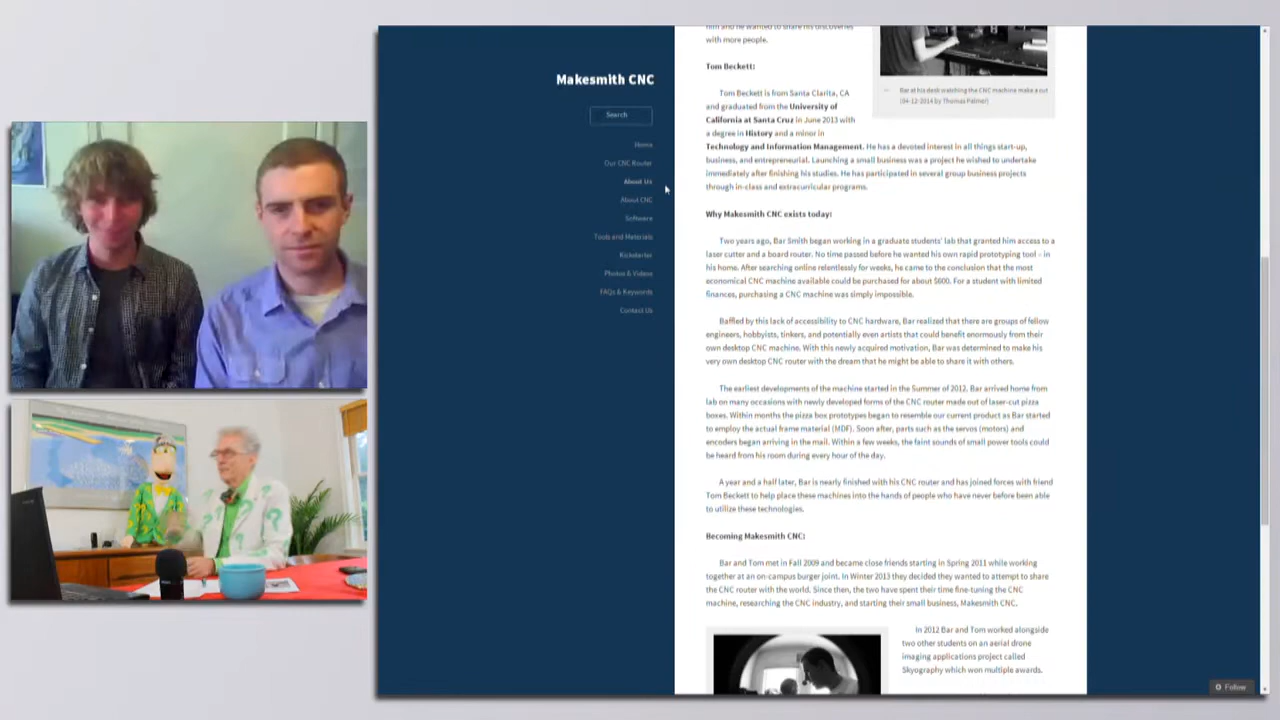 Makesmith CNC
Search
Home
Our CNC Router
About Us
About CNC
Software
Tools and Materials
Kickstarter
Photos & Videos
FAQs & Keywords
Contact Us
him and he wanted to share his discoveries
with more people.
Bar at his desk watching the CNC machine make a cut
(04-12-2014 by Thomas Palmer)
Tom Beckett:
Tom Beckett is from Santa Clarita, CA
and graduated from the University of
California at Santa Cruz in June 2013 with
a degree in History and a minor in
Technology and Information Management. He has a devoted interest in all things start-up,
business, and entrepreneurial. Launching a small business was a project he wished to undertake
immediately after finishing his studies. He has participated in several group business projects
through in-class and extracurricular programs.
Why Makesmith CNC exists today:
Two years ago, Bar Smith began working in a graduate students' lab that granted him access to a
laser cutter and a board router. No time passed before he wanted his own rapid prototyping tool – in
his home. After searching online relentlessly for weeks, he came to the conclusion that the most
economical CNC machine available could be purchased for about $600. For a student with limited
finances, purchasing a CNC machine was simply impossible.
Baffled by this lack of accessibility to CNC hardware, Bar realized that there are groups of fellow
engineers, hobbyists, tinkers, and potentially even artists that could benefit enormously from their
own desktop CNC machine. With this newly acquired motivation, Bar was determined to make his
very own desktop CNC router with the dream that he might be able to share it with others.
The earliest developments of the machine started in the Summer of 2012. Bar arrived home from
lab on many occasions with newly developed forms of the CNC router made out of laser-cut pizza
boxes. Within months the pizza box prototypes began to resemble our current product as Bar started
to employ the actual frame material (MDF). Soon after, parts such as the servos (motors) and
encoders began arriving in the mail. Within a few weeks, the faint sounds of small power tools could
be heard from his room during every hour of the day.
A year and a half later, Bar is nearly finished with his CNC router and has joined forces with friend
Tom Beckett to help place these machines into the hands of people who have never before been able
to utilize these technologies.
Becoming Makesmith CNC:
Bar and Tom met in Fall 2009 and became close friends starting in Spring 2011 while working
together at an on-campus burger joint. In Winter 2013 they decided they wanted to attempt to share
the CNC router with the world. Since then, the two have spent their time fine-tuning the CNC
machine, researching the CNC industry, and starting their small business, Makesmith CNC.
In 2012 Bar and Tom worked alongside
two other students on an aerial drone
imaging applications project called
Skyography which won multiple awards.
Follow